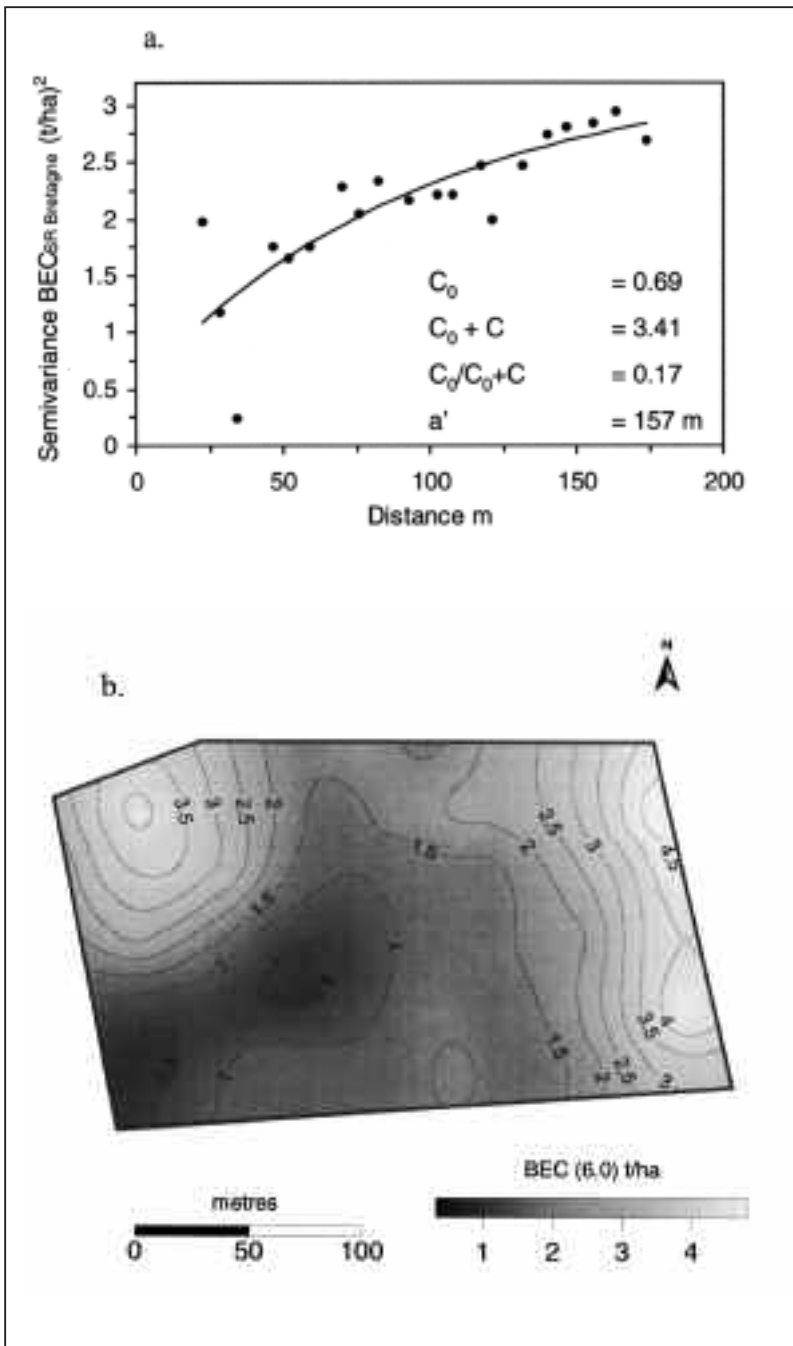 a.
Semivariance BEC SR Bretagne (t/ha)²
3
2.5
2
1.5
1
0.5
0
C₀ = 0.69
C₀ + C = 3.41
C₀/C₀+C = 0.17
a' = 157 m
0 50 100 150 200
Distance m
N
b.
3.5 3 2.5 2
1.5
1.5
1
2 2.5 3 4.5
1.5 2 2.5 3 3.5 4
BEC (6.0) t/ha
metres
0 50 100
1 2 3 4